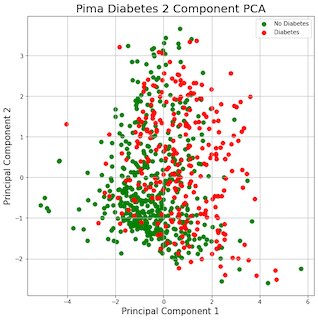 Pima Diabetes 2 Component PCA
No Diabetes
Diabetes
Principal Component 2
3
2
1
0
−1
−2
−4
−2
0
2
4
6
Principal Component 1